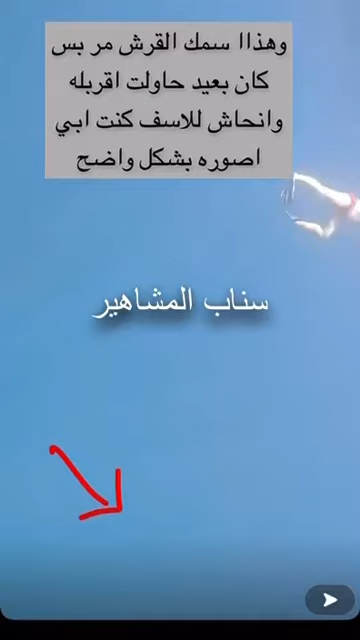 وهذاا سمك القرش مر بس
كان بعيد حاولت اقربله
وانحاش للاسف كنت ابي
اصوره بشكل واضح
سناب المشاهير